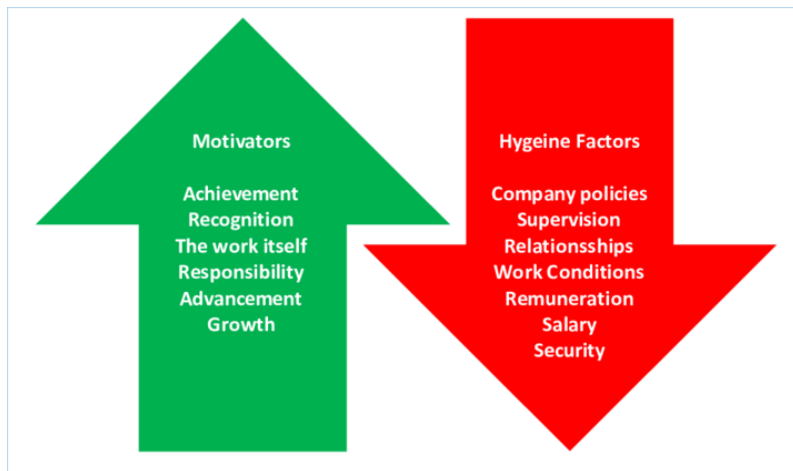 Motivators
Achievement
Recognition
The work itself
Responsibility
Advancement
Growth
Hygeine Factors
Company policies
Supervision
Relationsships
Work Conditions
Remuneration
Salary
Security